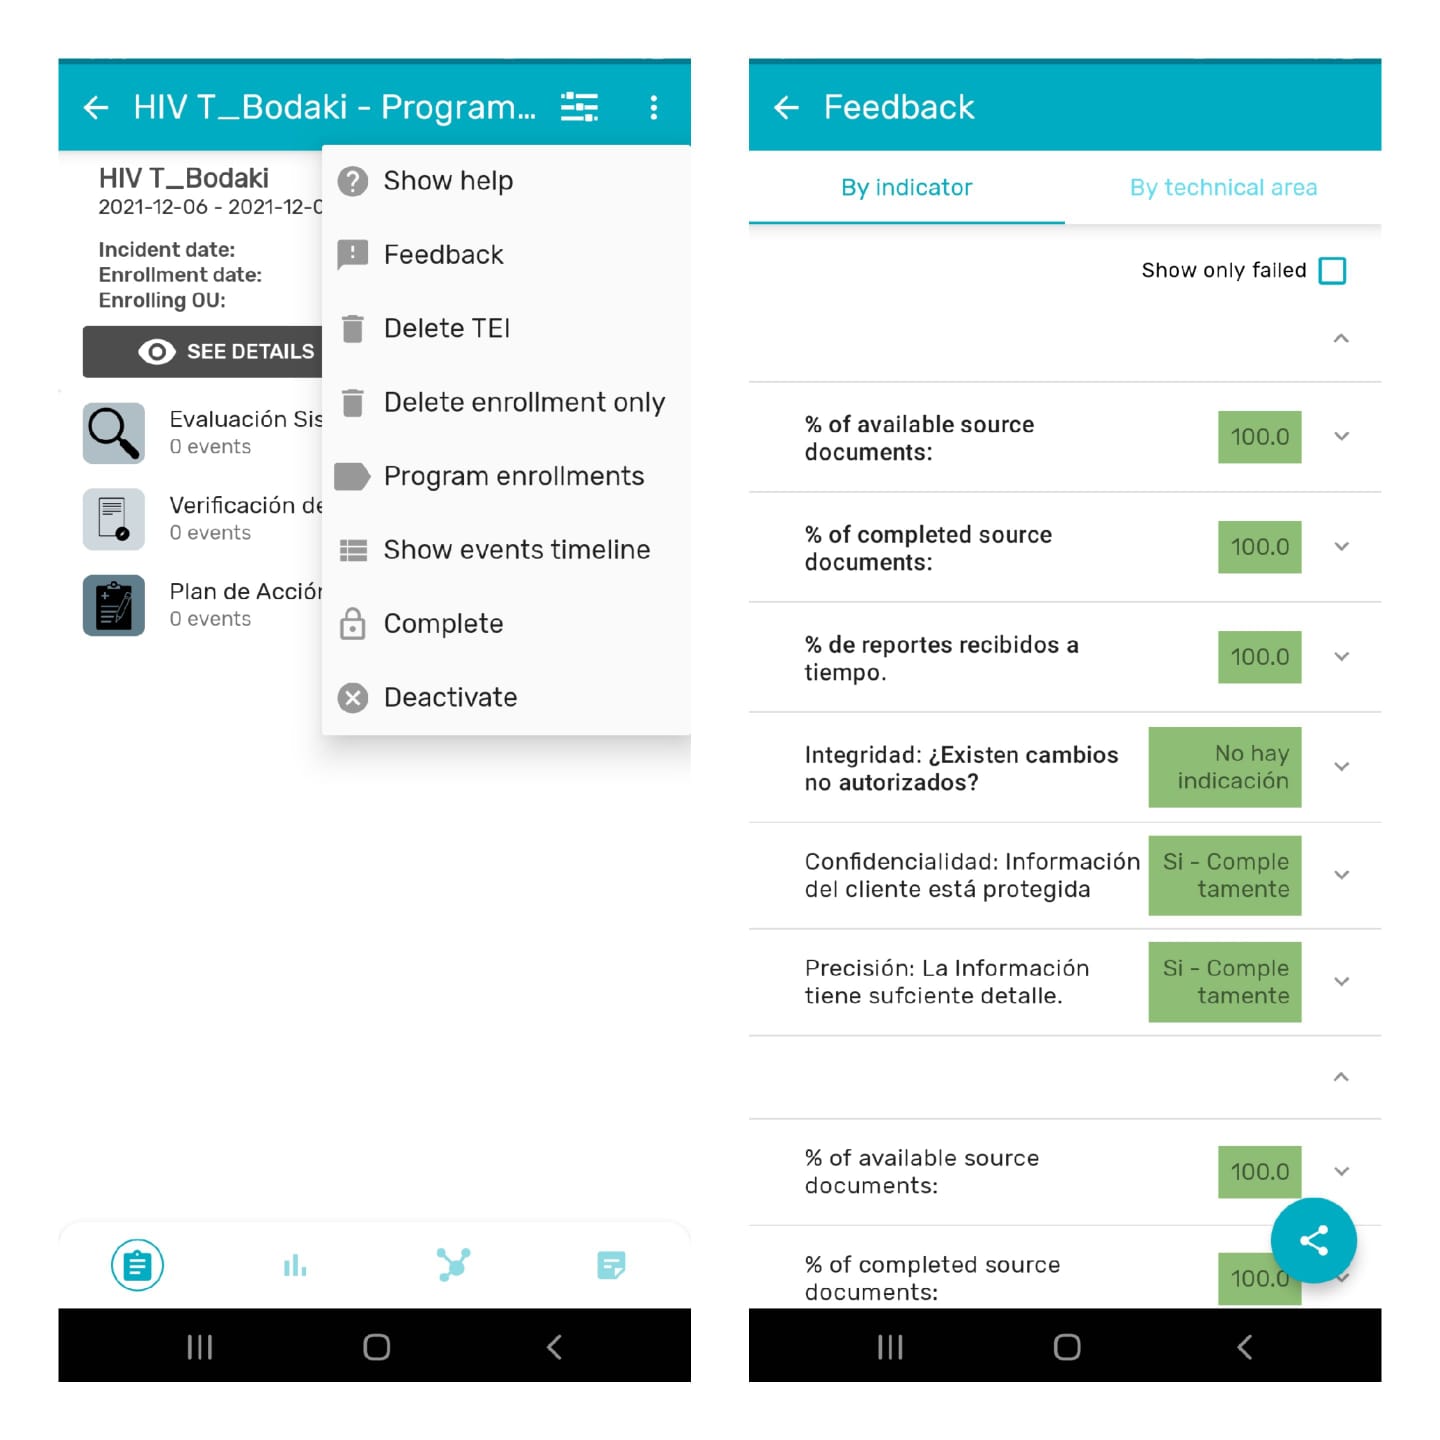 HIV T_Bodaki - Program...
Show help
HIV T_Bodaki
2021-12-06 - 2021-12-0
Feedback
Incident date:
Enrollment date:
Enrolling OU:
Delete TEI
SEE DETAILS
Delete enrollment only
Evaluación Sis
0 events
Program enrollments
Verificación de
0 events
Show events timeline
Plan de Acción
0 events
Complete
Deactivate
Feedback
By indicator
By technical area
Show only failed
% of available source
documents:
100.0
% of completed source
documents:
100.0
% de reportes recibidos a
tiempo.
100.0
Integridad: ¿Existen cambios
no autorizados?
No hay
indicación
Confidencialidad: Información
del cliente está protegida
Si - Comple
tamente
Precisión: La Información
tiene sufciente detalle.
Si - Comple
tamente
% of available source
documents:
100.0
% of completed source
documents:
100.0